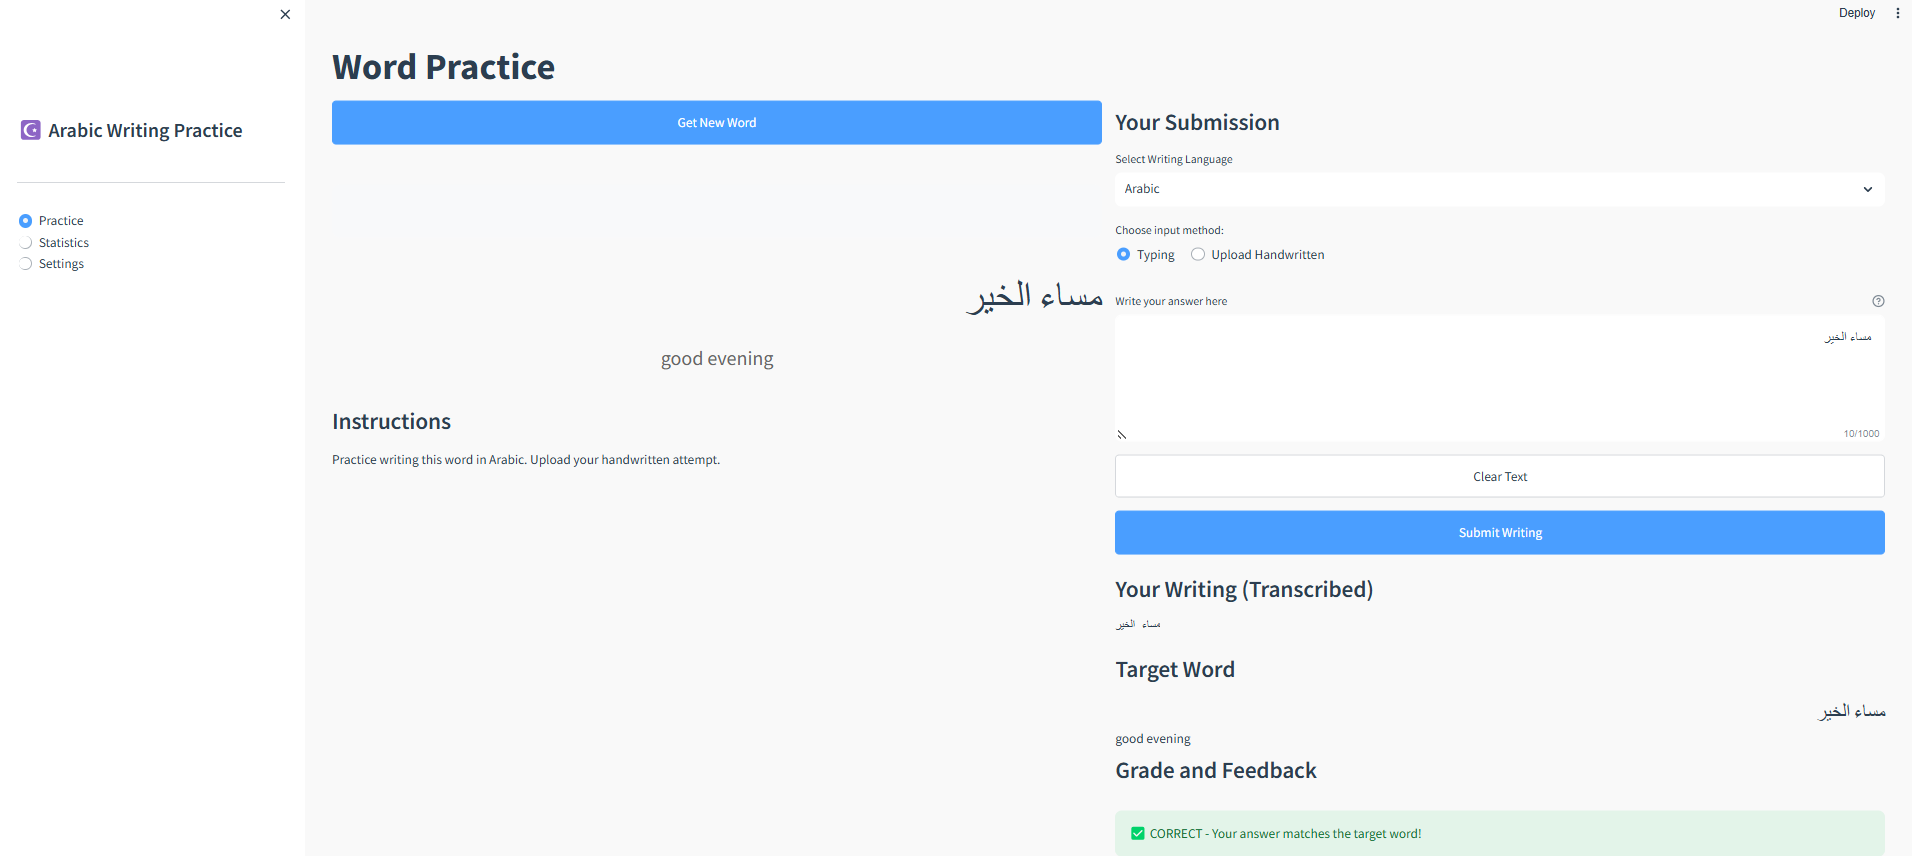 Deploy
Arabic Writing Practice
Practice
Statistics
Settings
Word Practice
Get New Word
مساء الخير
good evening
Instructions
Practice writing this word in Arabic. Upload your handwritten attempt.
Your Submission
Select Writing Language
Arabic
Choose input method:
Typing
Upload Handwritten
Write your answer here
مساء الخير
10/1000
Clear Text
Submit Writing
Your Writing (Transcribed)
مساء الخير
Target Word
مساء الخير
good evening
Grade and Feedback
CORRECT - Your answer matches the target word!